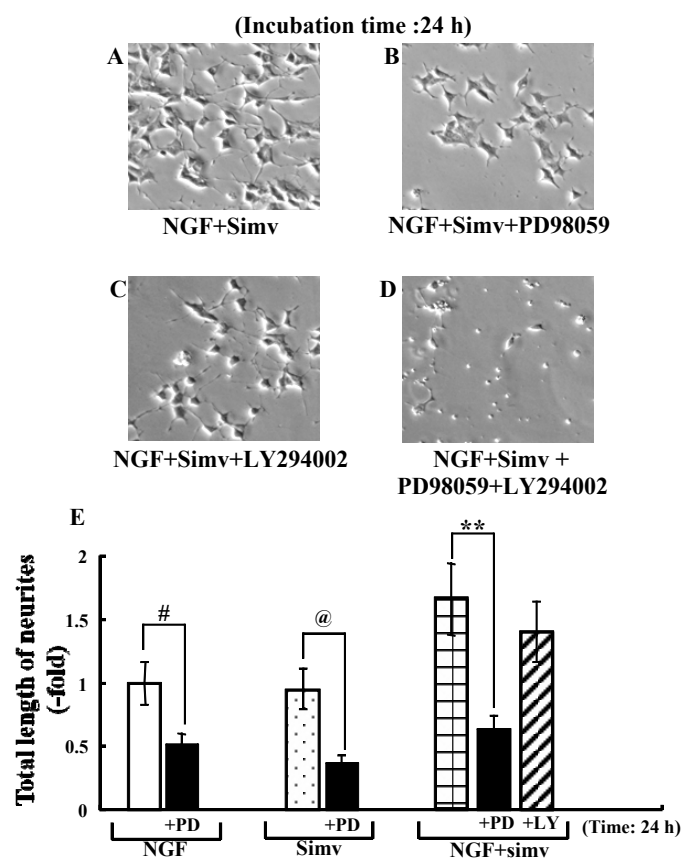 (Incubation time :24 h)
A
B
NGF+Simv
NGF+Simv+PD98059
C
D
NGF+Simv+LY294002
NGF+Simv +
PD98059+LY294002
E
Total length of neurites
(-fold)
2
1.5
1
0.5
0
#
@
**
+PD
+PD
+PD
+LY
(Time: 24 h)
NGF
Simv
NGF+simv